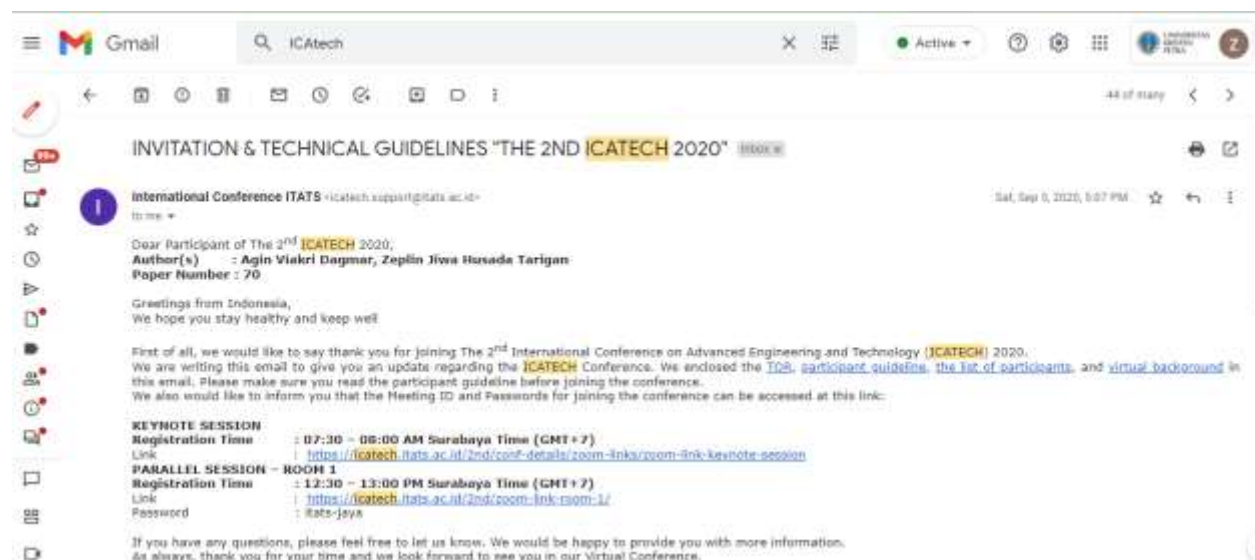 Gmail
ICAtech
Active
UNIVERSITAS
Z
44 of many
99+
INVITATION & TECHNICAL GUIDELINES "THE 2ND ICATECH 2020" Inbox x
I
International Conference ITATS <icatech.support@itats.ac.id>
Sat, Sep 5, 2020, 5:07 PM
to me
Dear Participant of The 2nd ICATECH 2020,
Author(s) : Agin Viakri Dagmar, Zeplin Jiwa Husada Tarigan
Paper Number : 70
Greetings from Indonesia,
We hope you stay healthy and keep well
First of all, we would like to say thank you for joining The 2nd International Conference on Advanced Engineering and Technology (ICATECH) 2020.
We are writing this email to give you an update regarding the ICATECH Conference. We enclosed the TOR, participant guideline, the list of participants, and virtual background in
this email. Please make sure you read the participant guideline before joining the conference.
We also would like to inform you that the Meeting ID and Passwords for joining the conference can be accessed at this link:
KEYNOTE SESSION
Registration Time : 07:30 – 08:00 AM Surabaya Time (GMT+7)
Link : https://icatech.itats.ac.id/2nd/conf-details/zoom-links/zoom-link-keynote-session
PARALLEL SESSION – ROOM 1
Registration Time : 12:30 – 13:00 PM Surabaya Time (GMT+7)
Link : https://icatech.itats.ac.id/2nd/zoom-link-room-1/
Password : itats-jaya
If you have any questions, please feel free to let us know. We would be happy to provide you with more information.
As always, thank you for your time and we look forward to see you in our Virtual Conference.